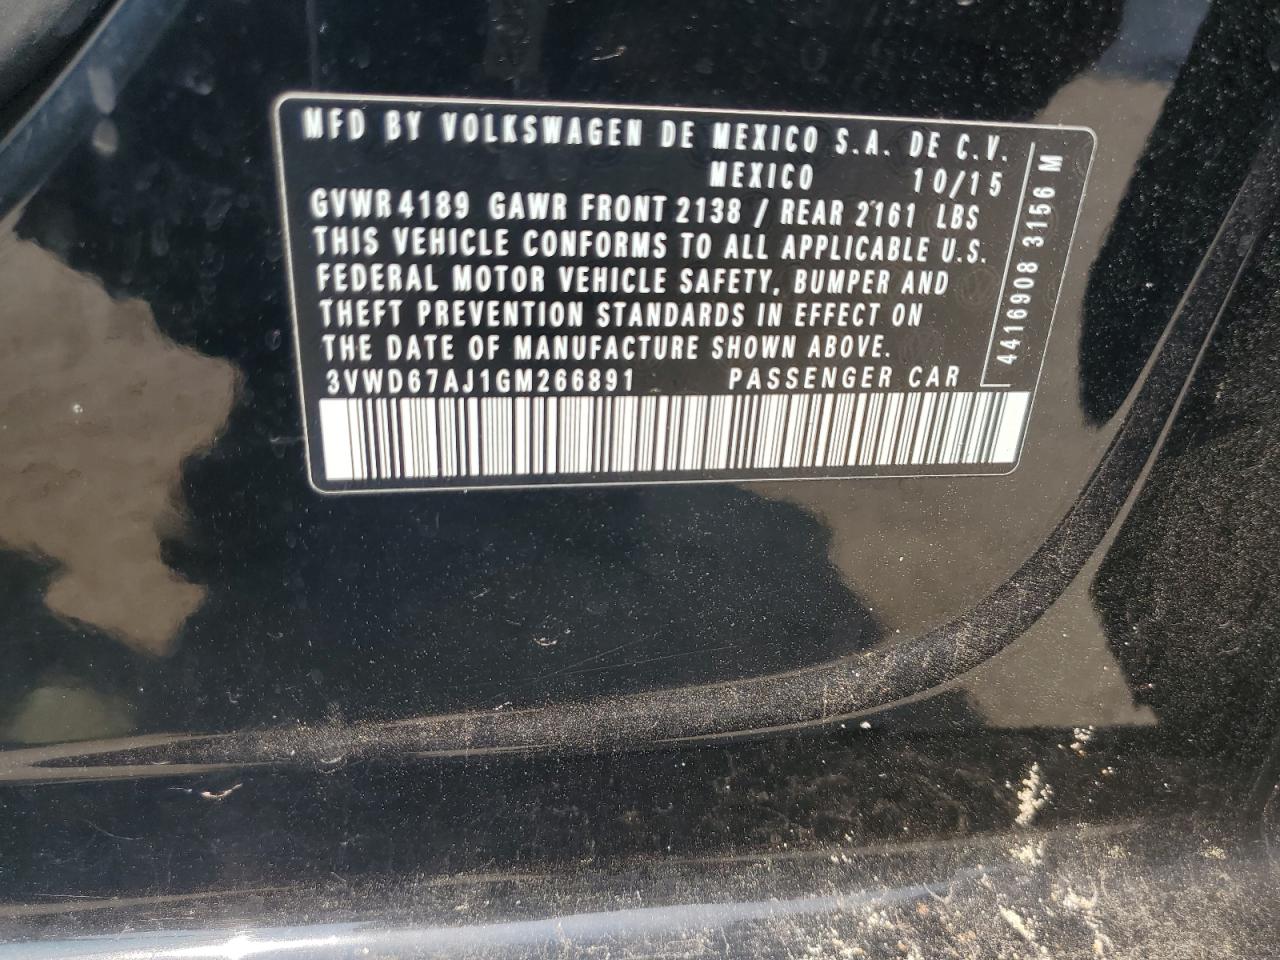 MFD BY VOLKSWAGEN DE MEXICO S.A. DE C.V.
MEXICO 10/15
GVWR 4189 GAWR FRONT 2138 / REAR 2161 LBS
THIS VEHICLE CONFORMS TO ALL APPLICABLE U.S.
FEDERAL MOTOR VEHICLE SAFETY, BUMPER AND
THEFT PREVENTION STANDARDS IN EFFECT ON
THE DATE OF MANUFACTURE SHOWN ABOVE.
3VWD67AJ1GM266891 PASSENGER CAR
4416908 3156 M